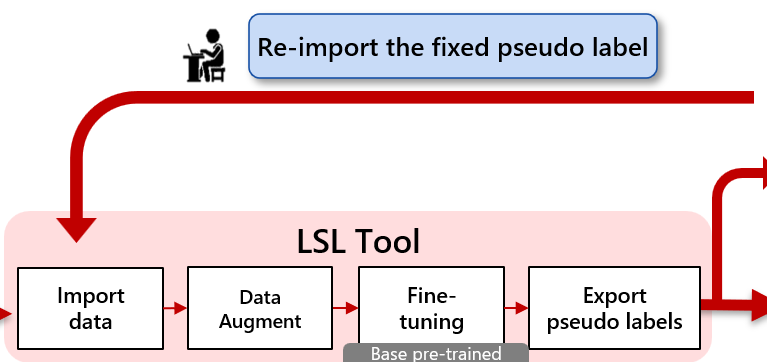 Re-import the fixed pseudo label
LSL Tool
Import
data
Data
Augment
Fine-
tuning
Export
pseudo labels
Base pre-trained